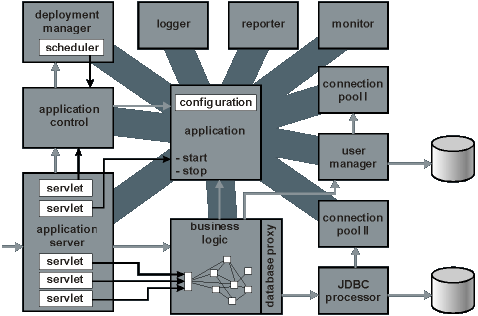 deployment
manager
scheduler
logger
reporter
monitor
application
control
configuration
application
- start
- stop
connection
pool I
user
manager
servlet
servlet
application
server
servlet
servlet
servlet
business
logic
database proxy
connection
pool II
JDBC
processor